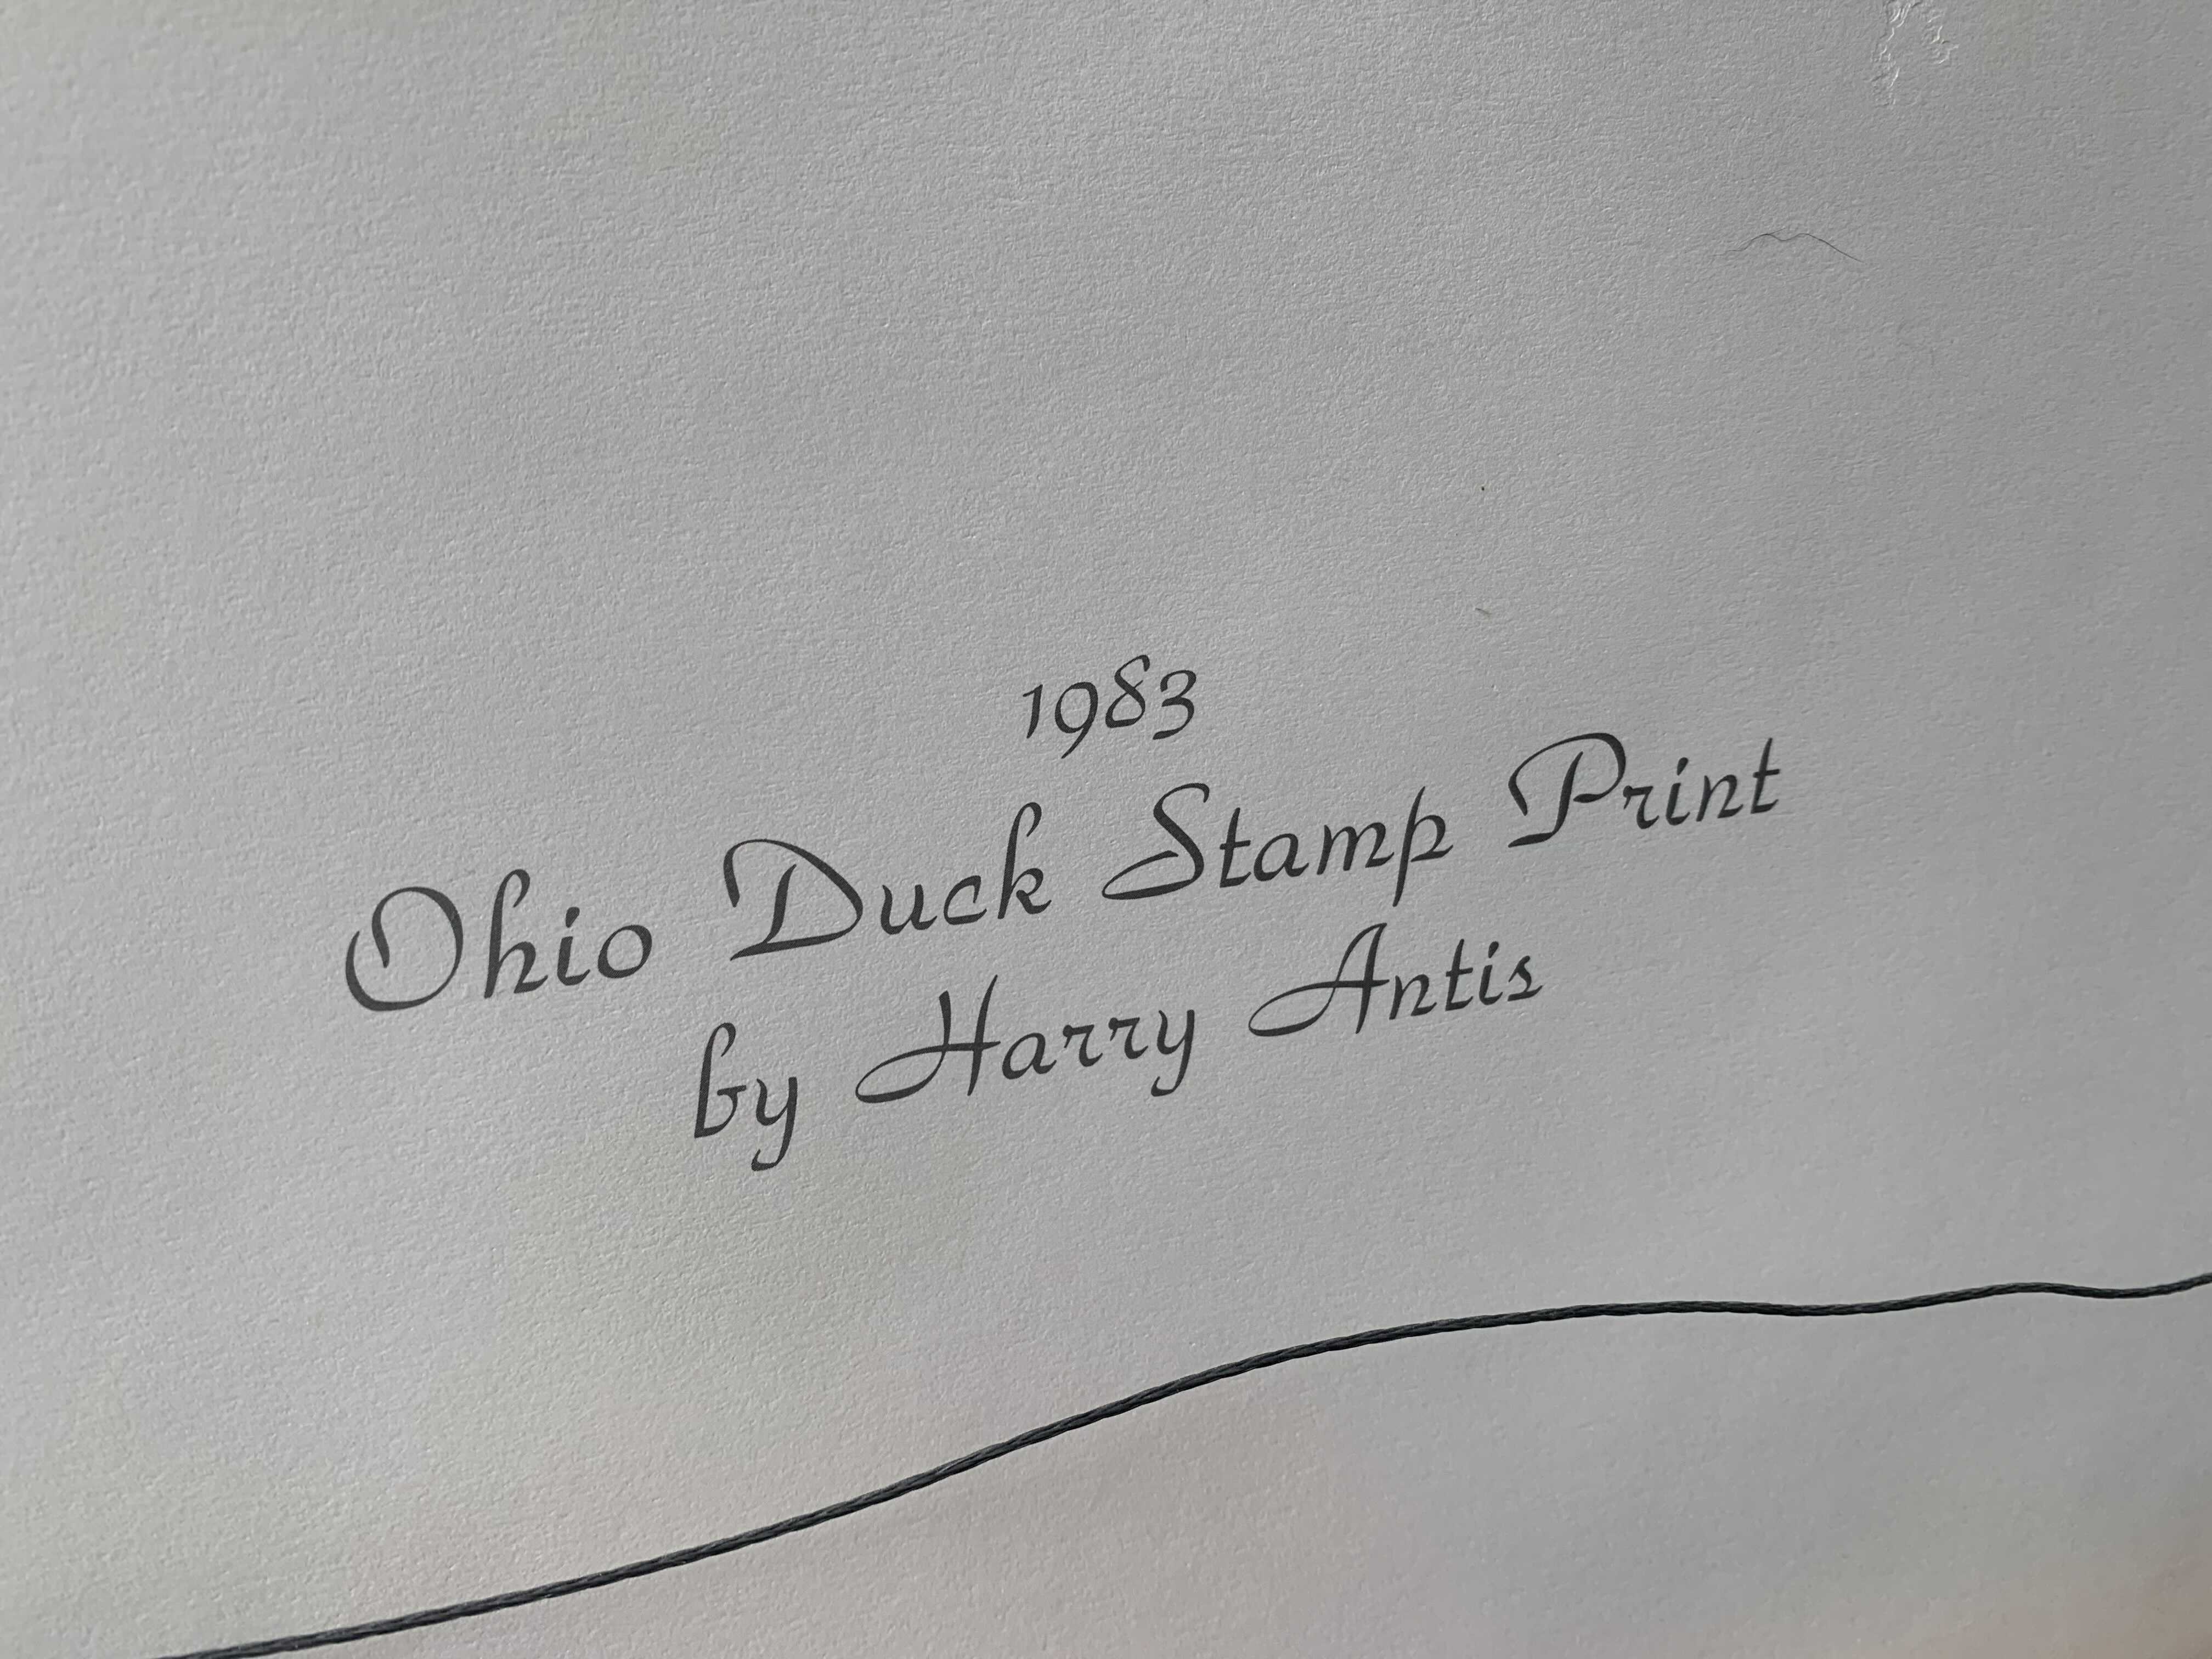 1983
Ohio Duck Stamp Print
by Harry Antis